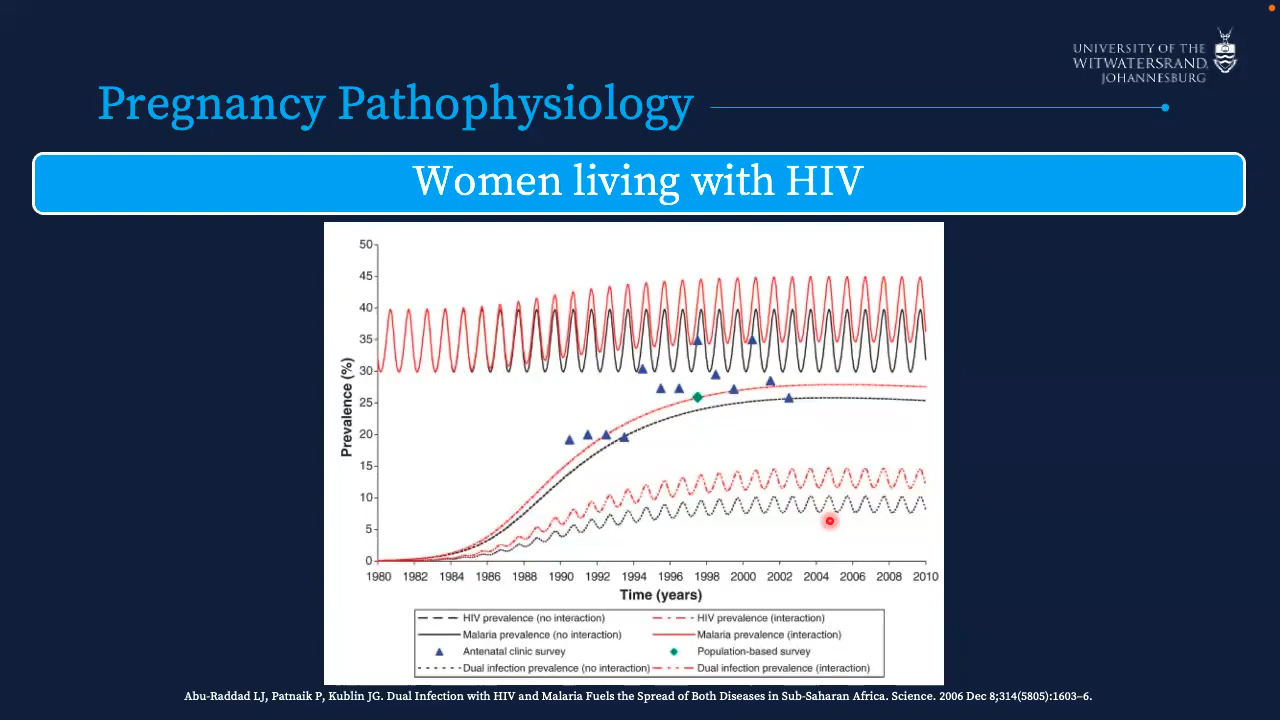 UNIVERSITY OF THE
WITWATERSRAND,
JOHANNESBURG
Pregnancy Pathophysiology
Women living with HIV
50
45
40
35
30
25
20
15
10
5
0
Prevalence (%)
1980 1982 1984 1986 1988 1990 1992 1994 1996 1998 2000 2002 2004 2006 2008 2010
Time (years)
HIV prevalence (no interaction) HIV prevalence (interaction)
Malaria prevalence (no interaction) Malaria prevalence (interaction)
Antenatal clinic survey Population-based survey
Dual infection prevalence (no interaction) Dual infection prevalence (interaction)
Abu-Raddad LJ, Patnaik P, Kublin JG. Dual Infection with HIV and Malaria Fuels the Spread of Both Diseases in Sub-Saharan Africa. Science. 2006 Dec 8;314(5805):1603–6.